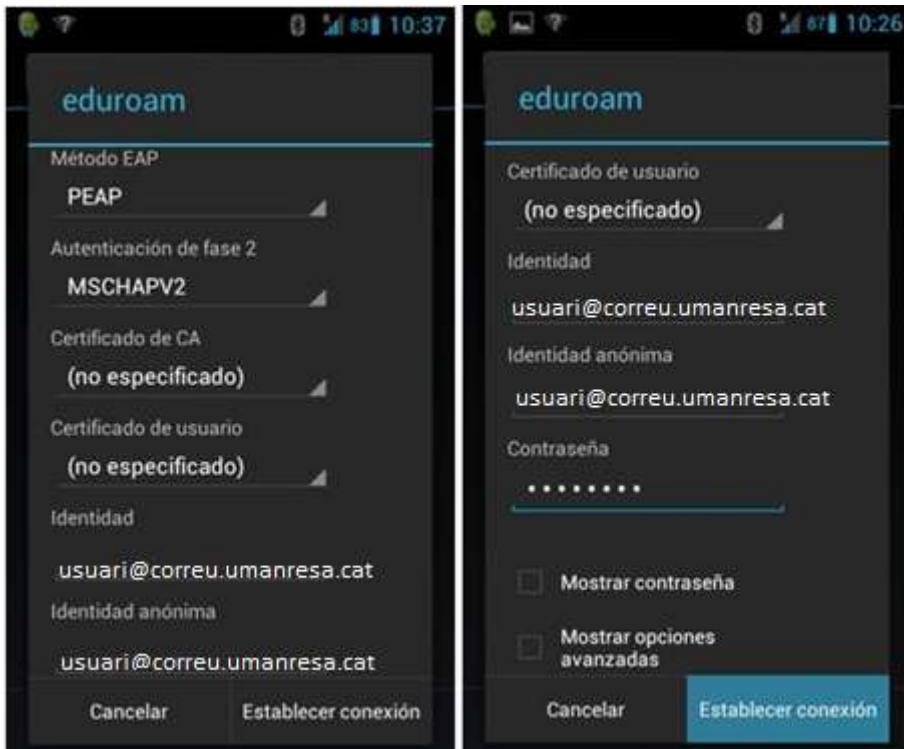 83 10:37
eduroam
Método EAP
PEAP
Autenticación de fase 2
MSCHAPV2
Certificado de CA
(no especificado)
Certificado de usuario
(no especificado)
Identidad
usuari@correu.umanresa.cat
Identidad anónima
usuari@correu.umanresa.cat
Cancelar
Establecer conexión
87 10:26
eduroam
Certificado de usuario
(no especificado)
Identidad
usuari@correu.umanresa.cat
Identidad anónima
usuari@correu.umanresa.cat
Contraseña
••••••••
Mostrar contraseña
Mostrar opciones
avanzadas
Cancelar
Establecer conexión